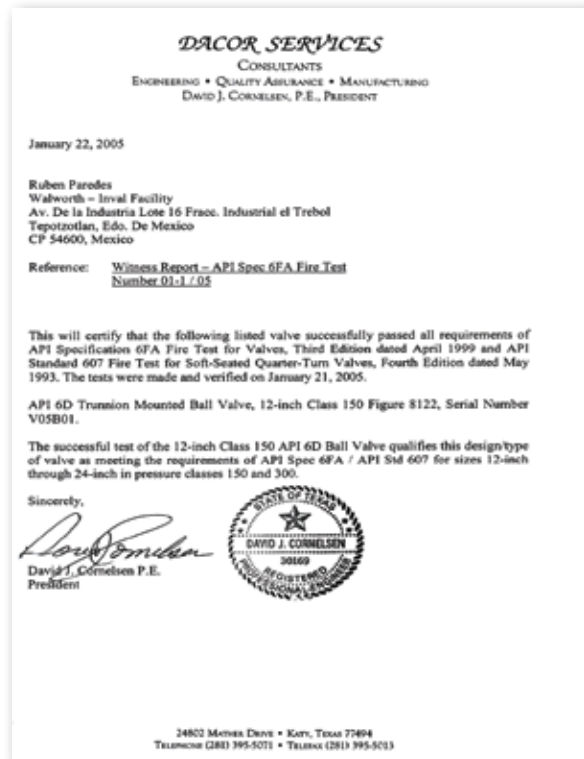 DACOR SERVICES
CONSULTANTS
ENGINEERING • QUALITY ASSURANCE • MANUFACTURING
DAVID J. CORNELSEN, P.E., PRESIDENT
January 22, 2005
Ruben Paredes
Walworth – Inval Facility
Av. De la Industria Lote 16 Fracc. Industrial el Trebol
Tepotzotlan, Edo. De Mexico
CP 54600, Mexico
Reference: Witness Report – API Spec 6FA Fire Test
Number 01-1 / 05
This will certify that the following listed valve successfully passed all requirements of
API Specification 6FA Fire Test for Valves, Third Edition dated April 1999 and API
Standard 607 Fire Test for Soft-Seated Quarter-Turn Valves, Fourth Edition dated May
1993. The tests were made and verified on January 21, 2005.
API 6D Trunnion Mounted Ball Valve, 12-inch Class 150 Figure 8122, Serial Number
V05B01.
The successful test of the 12-inch Class 150 API 6D Ball Valve qualifies this design/type
of valve as meeting the requirements of API Spec 6FA / API Std 607 for sizes 12-inch
through 24-inch in pressure classes 150 and 300.
Sincerely,
David J. Cornelsen P.E.
President
STATE OF TEXAS
DAVID J. CORNELSEN
30169
REGISTERED
PROFESSIONAL ENGINEER
24802 MATHER DRIVE • KATY, TEXAS 77494
TELEPHONE (281) 395-5071 • TELEFAX (281) 395-5013